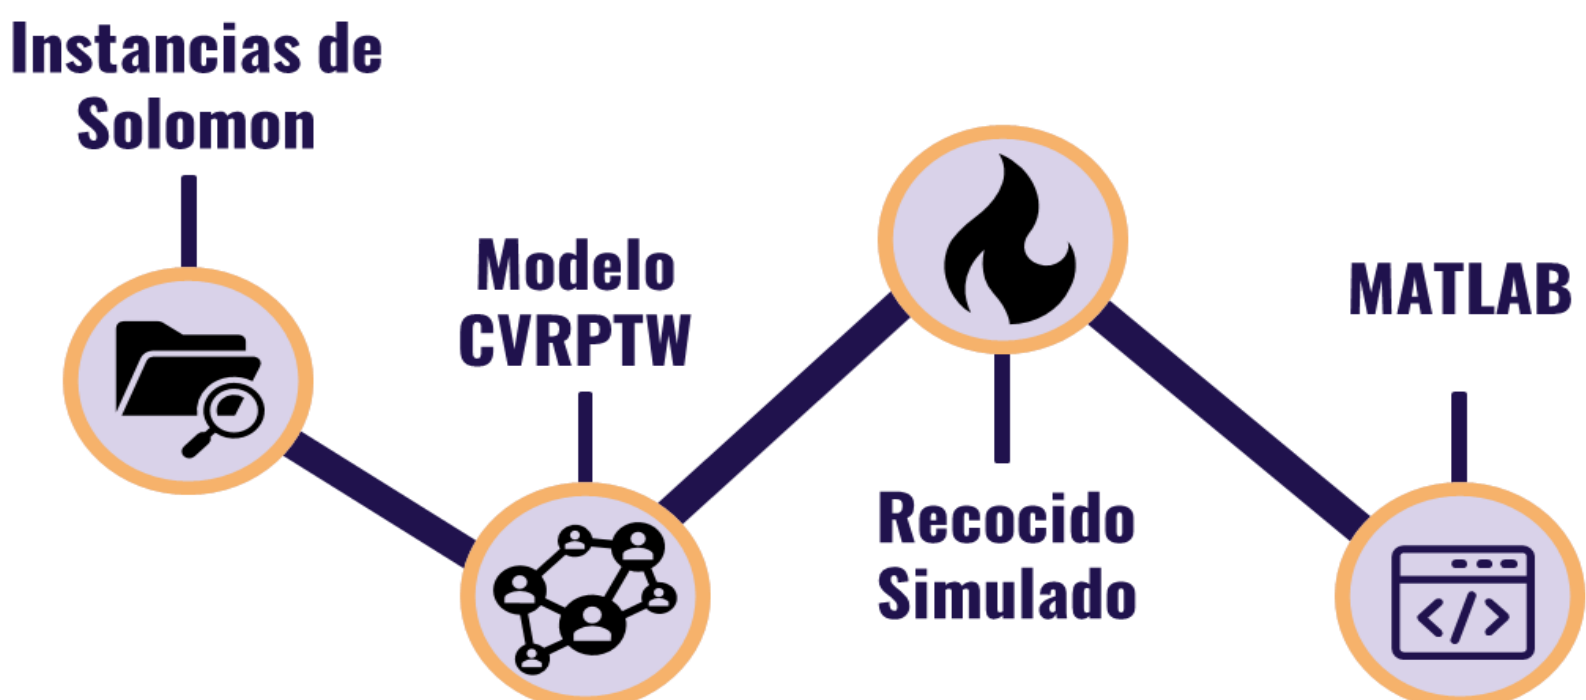 Instancias de
Solomon
Modelo
CVRPTW
Recocido
Simulado
MATLAB
</>